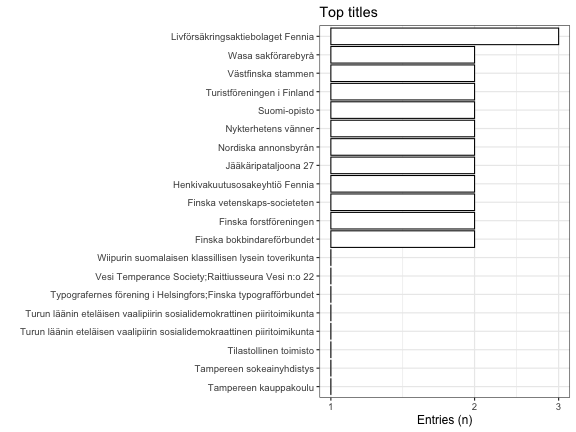 Top titles
Livförsäkringsaktiebolaget Fennia
Wasa sakförarebyrå
Västfinska stammen
Turistföreningen i Finland
Suomi-opisto
Nykterhetens vänner
Nordiska annonsbyrån
Jääkäripataljoona 27
Henkivakuutusosakeyhtiö Fennia
Finska vetenskaps-societeten
Finska forstföreningen
Finska bokbindareförbundet
Wiipurin suomalaisen klassillisen lysein toverikunta
Vesi Temperance Society;Raittiusseura Vesi n:o 22
Typografernes förening i Helsingfors;Finska typografförbundet
Turun läänin eteläisen vaalipiirin sosialidemokrattinen piiritoimikunta
Turun läänin eteläisen vaalipiirin sosialidemokraattinen piiritoimikunta
Tilastollinen toimisto
Tampereen sokeainyhdistys
Tampereen kauppakoulu
1 2 3
Entries (n)